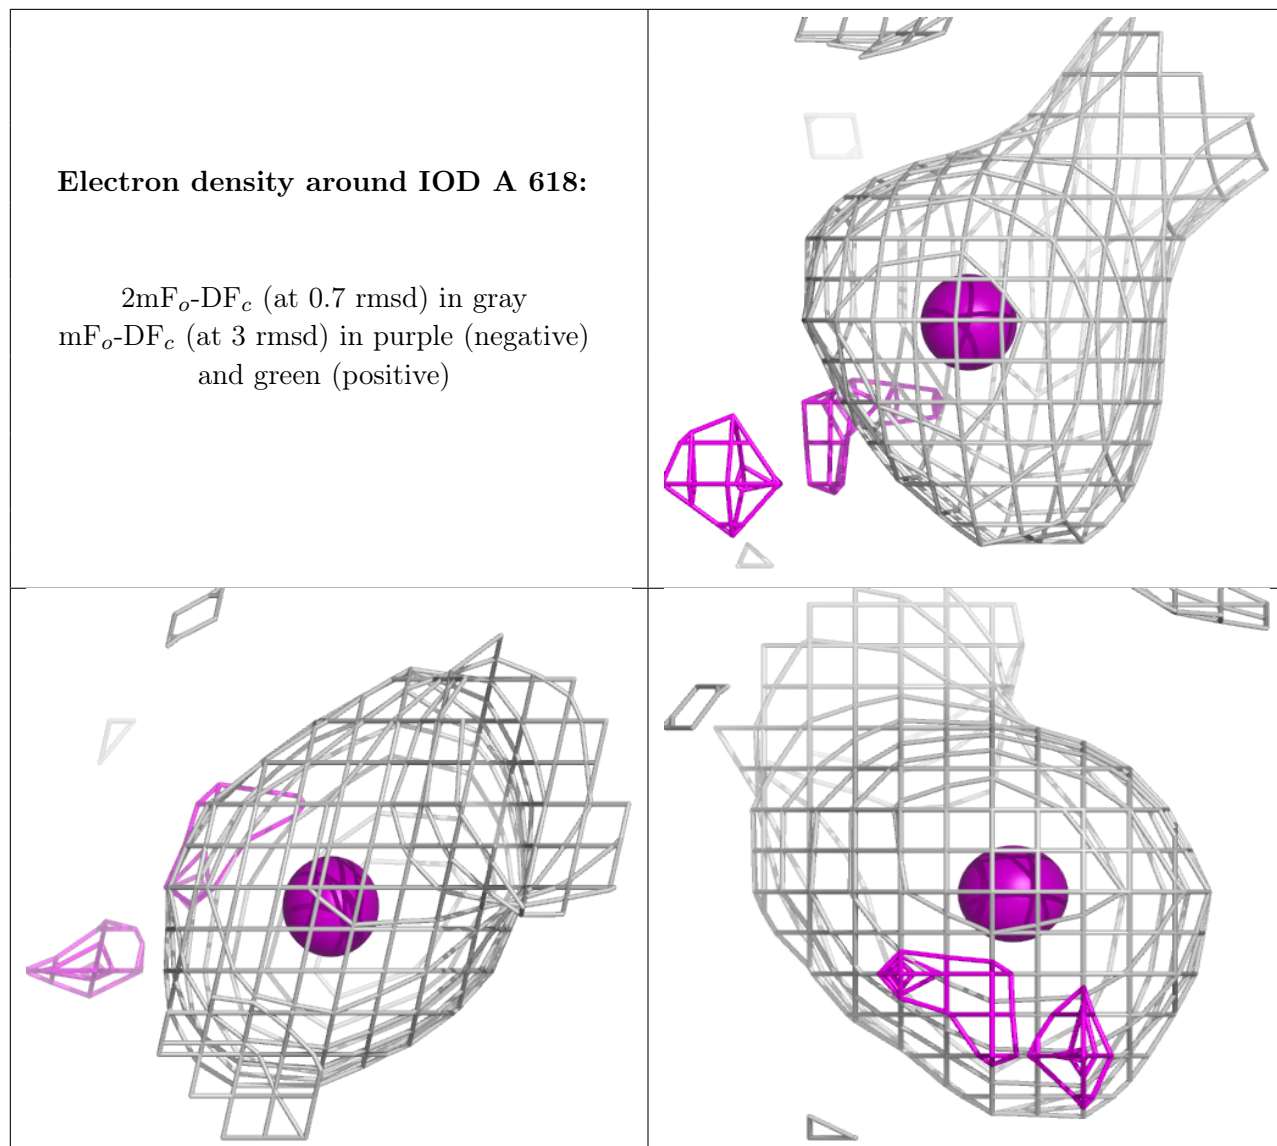 Electron density around IOD A 618:
2mFo-DFc (at 0.7 rmsd) in gray
mFo-DFc (at 3 rmsd) in purple (negative)
and green (positive)